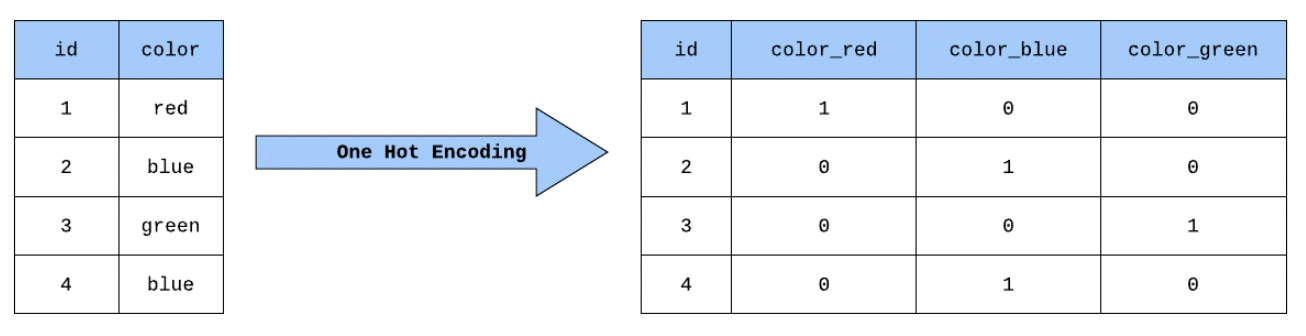 id color
1 red
2 blue
3 green
4 blue
One Hot Encoding
id color_red color_blue color_green
1 1 0 0
2 0 1 0
3 0 0 1
4 0 1 0